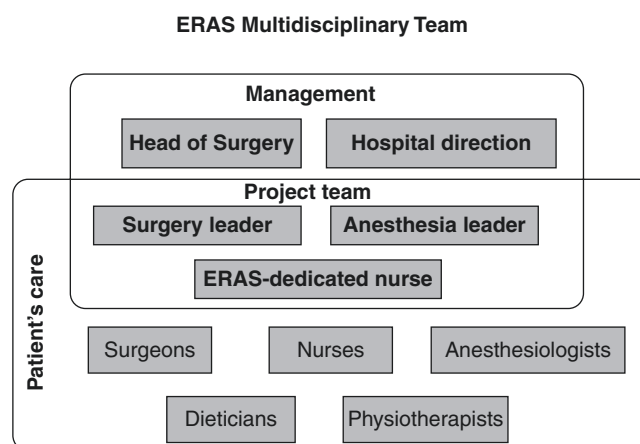 ERAS Multidisciplinary Team
Management
Head of Surgery
Hospital direction
Project team
Surgery leader
Anesthesia leader
ERAS-dedicated nurse
Patient's care
Surgeons
Nurses
Anesthesiologists
Dieticians
Physiotherapists